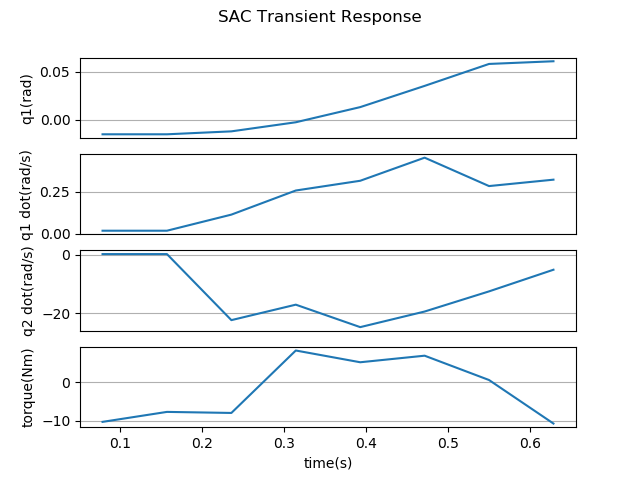 SAC Transient Response
q1(rad)
0.05
0.00
q1 dot(rad/s)
0.25
0.00
q2 dot(rad/s)
0
−20
torque(Nm)
0
−10
0.1 0.2 0.3 0.4 0.5 0.6
time(s)